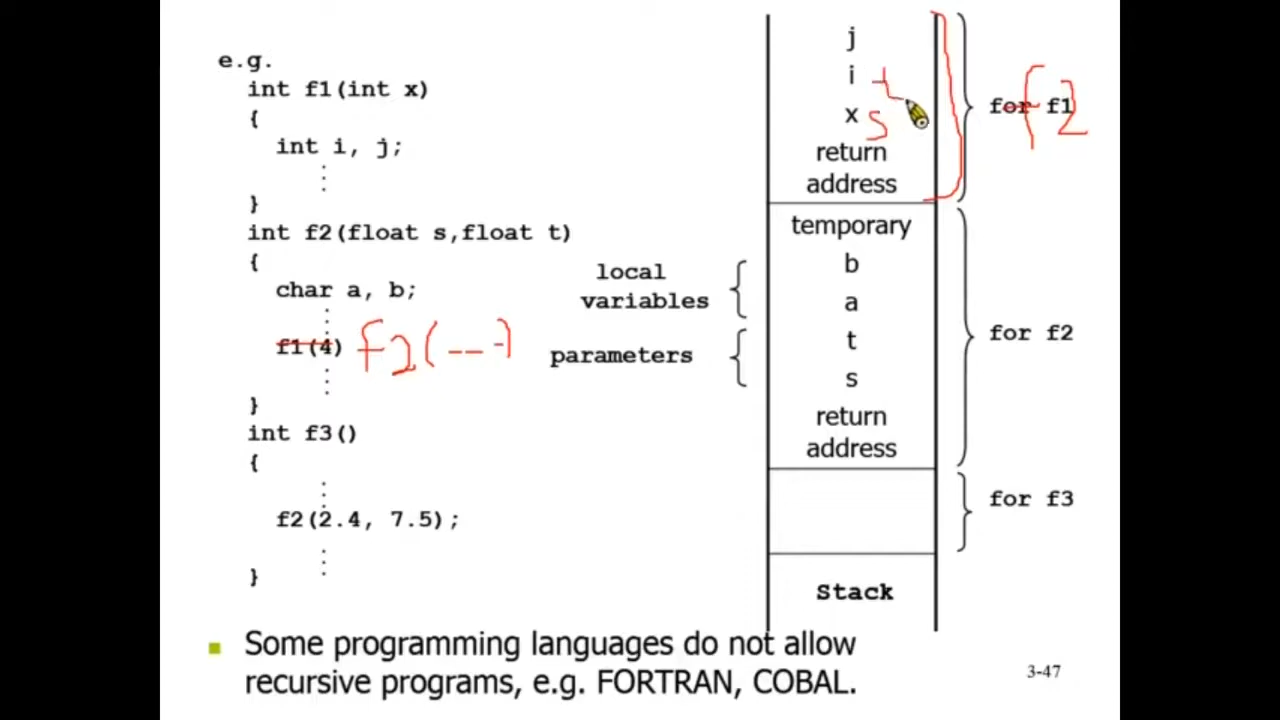 e.g.
int f1(int x)
{
int i, j;
}
int f2(float s,float t)
{
char a, b;
f1(4) f2(---)
}
int f3()
{
f2(2.4, 7.5);
}
local
variables
parameters
j
i t
x s
return
address
temporary
b
a
t
s
return
address
Stack
for f1 f2
for f2
for f3
Some programming languages do not allow
recursive programs, e.g. FORTRAN, COBAL.
3-47